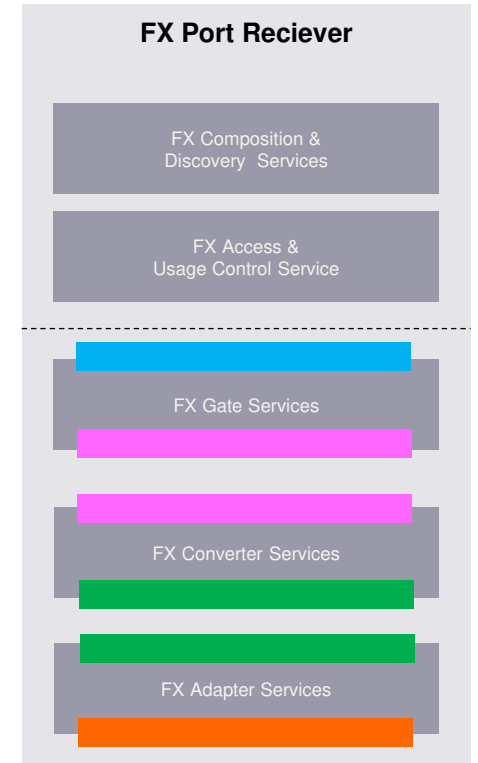 FX Port Reciever
FX Composition &
Discovery Services
FX Access &
Usage Control Service
FX Gate Services
FX Converter Services
FX Adapter Services